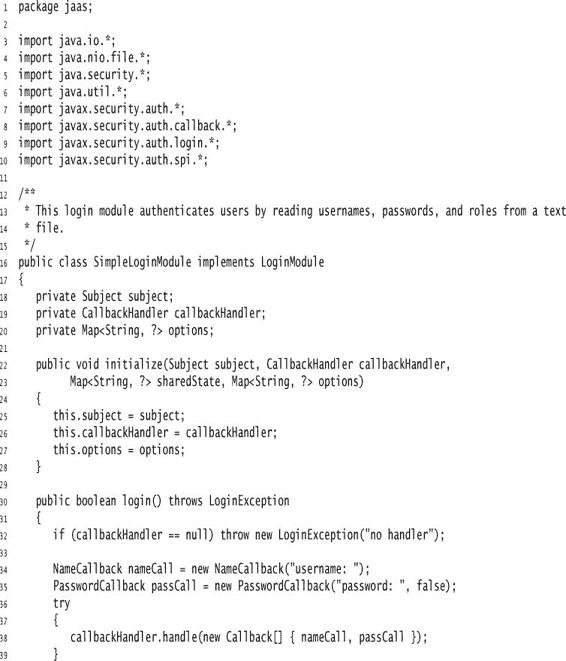 1 package jaas;
2
3 import java.io.*;
4 import java.nio.file.*;
5 import java.security.*;
6 import java.util.*;
7 import javax.security.auth.*;
8 import javax.security.auth.callback.*;
9 import javax.security.auth.login.*;
10 import javax.security.auth.spi.*;
11
12 /**
13  * This login module authenticates users by reading usernames, passwords, and roles from a text
14  * file.
15  */
16 public class SimpleLoginModule implements LoginModule
17 {
18    private Subject subject;
19    private CallbackHandler callbackHandler;
20    private Map<String, ?> options;
21
22    public void initialize(Subject subject, CallbackHandler callbackHandler,
23          Map<String, ?> sharedState, Map<String, ?> options)
24    {
25       this.subject = subject;
26       this.callbackHandler = callbackHandler;
27       this.options = options;
28    }
29
30    public boolean login() throws LoginException
31    {
32       if (callbackHandler == null) throw new LoginException("no handler");
33
34       NameCallback nameCall = new NameCallback("username: ");
35       PasswordCallback passCall = new PasswordCallback("password: ", false);
36       try
37       {
38          callbackHandler.handle(new Callback[] { nameCall, passCall });
39       }